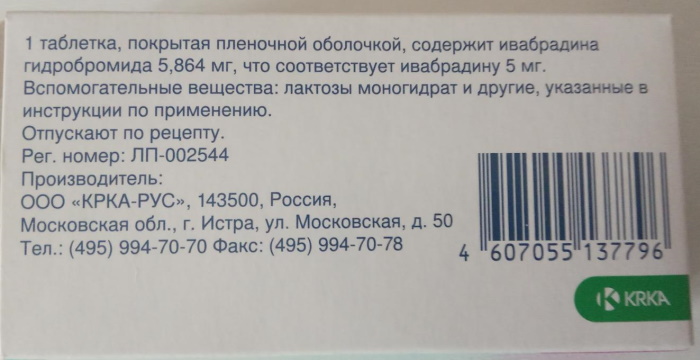 1 таблетка, покрытая пленочной оболочкой, содержит ивабрадина
гидробромида 5,864 мг, что соответствует ивабрадину 5 мг.
Вспомогательные вещества: лактозы моногидрат и другие, указанные в
инструкции по применению.
Отпускают по рецепту.
Рег. номер: ЛП-002544
Производитель:
ООО «КРКА-РУС», 143500, Россия,
Московская обл., г. Истра, ул. Московская, д. 50
Тел.: (495) 994-70-70 Факс: (495) 994-70-78
4 607055 137796
KRKA